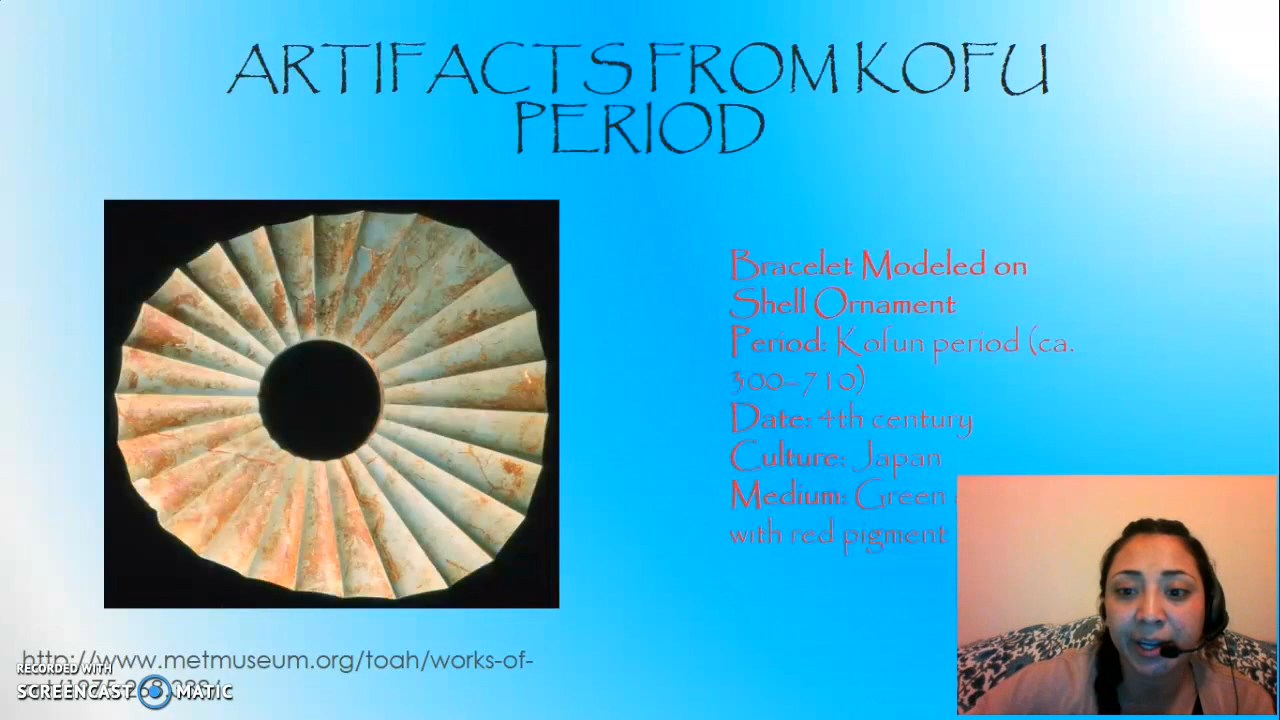 ARTIFACTS FROM KOFU
PERIOD
Bracelet Modeled on
Shell Ornament
Period: Kofun period (ca.
300–710)
Date: 4th century
Culture: Japan
Medium: Green
with red pigment
http://www.metmuseum.org/toah/works-of-
RECORDED WITH
SCREENCAST MATIC